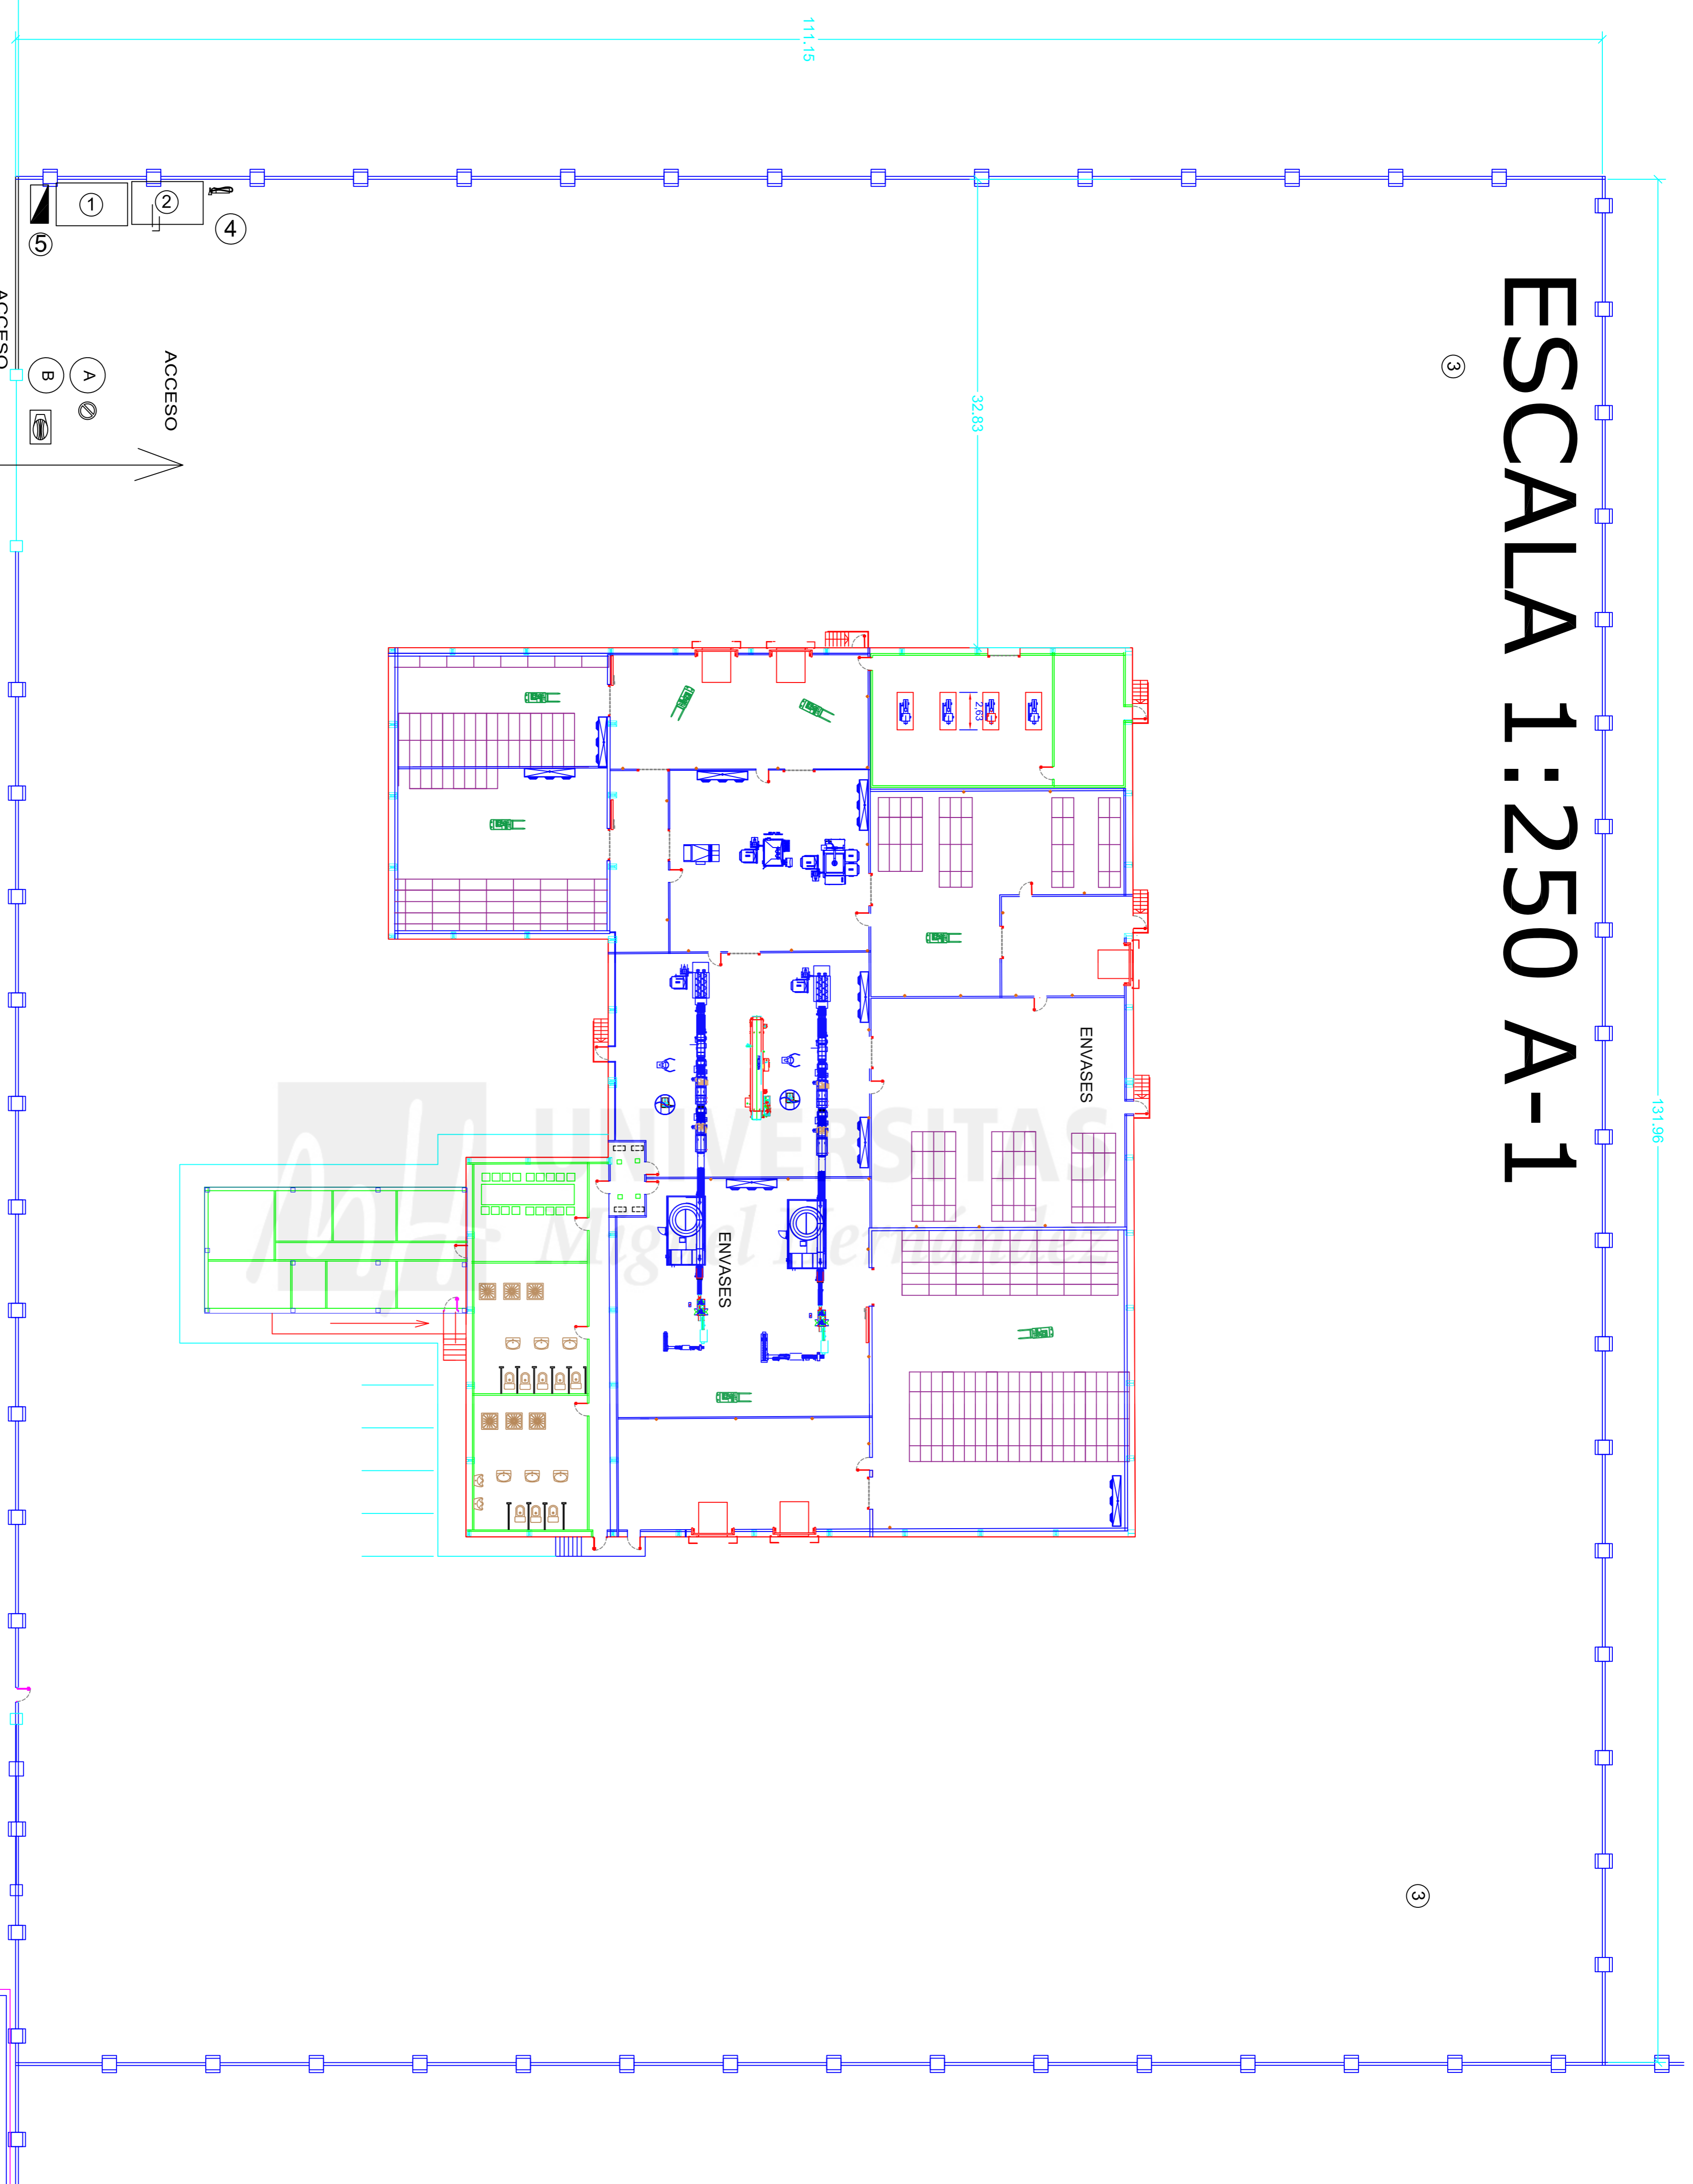 ESCALA 1:250 A-1
131.96
111.15
32.83
2,63
3
3
1
2
4
5
A
B
ACCESO
ACCESO
ENVASES
ENVASES
UNIVERSITAS
Miguel Hernández